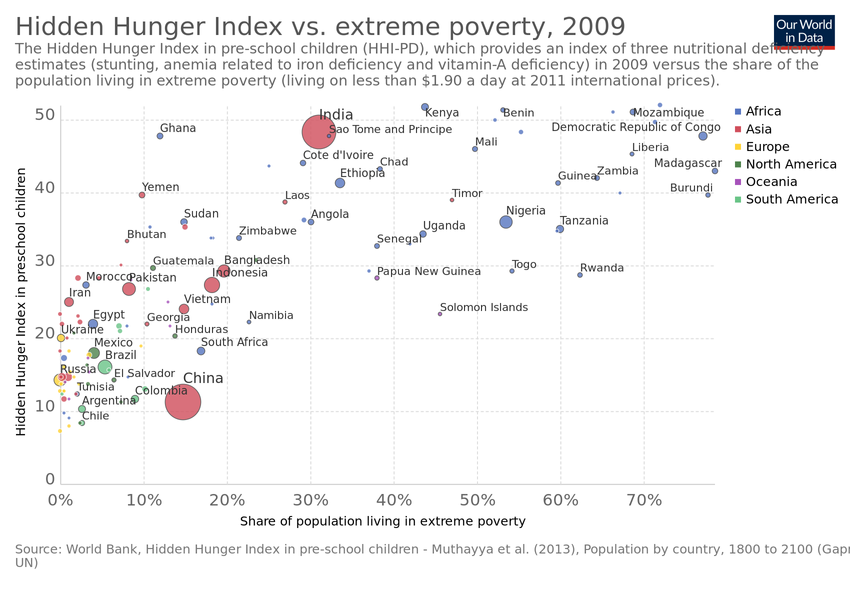 Hidden Hunger Index vs. extreme poverty, 2009
Our World
in Data
The Hidden Hunger Index in pre-school children (HHI-PD), which provides an index of three nutritional deficiency
estimates (stunting, anemia related to iron deficiency and vitamin-A deficiency) in 2009 versus the share of the
population living in extreme poverty (living on less than $1.90 a day at 2011 international prices).
Hidden Hunger Index in preschool children
50
40
30
20
10
0
India
Kenya
Benin
Mozambique
Ghana
Sao Tome and Principe
Democratic Republic of Congo
Mali
Liberia
Cote d'Ivoire
Chad
Madagascar
Ethiopia
Guinea
Zambia
Yemen
Laos
Timor
Burundi
Sudan
Angola
Nigeria
Bhutan
Zimbabwe
Uganda
Tanzania
Senegal
Guatemala
Bangladesh
Morocco
Pakistan
Indonesia
Papua New Guinea
Togo
Rwanda
Iran
Vietnam
Egypt
Georgia
Namibia
Solomon Islands
Ukraine
Honduras
Mexico
South Africa
Brazil
Russia
El Salvador
China
Tunisia
Colombia
Argentina
Chile
0%
10%
20%
30%
40%
50%
60%
70%
Share of population living in extreme poverty
Africa
Asia
Europe
North America
Oceania
South America
Source: World Bank, Hidden Hunger Index in pre-school children - Muthayya et al. (2013), Population by country, 1800 to 2100 (Gapr
UN)